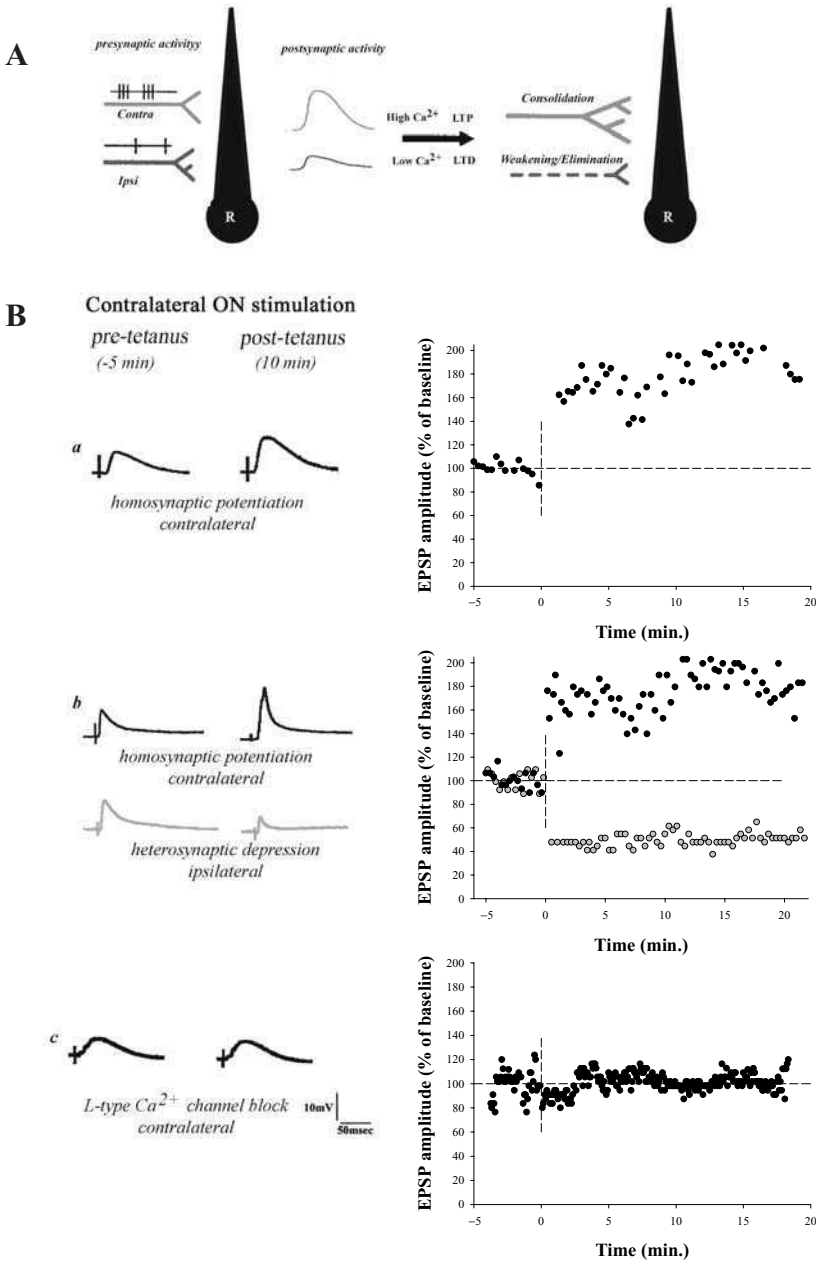 A
presynaptic activityy
postsynaptic activity
Contra
Ipsi
R
High Ca2+ LTP
Low Ca2+ LTD
Consolidation
Weakening/Elimination
R
B
Contralateral ON stimulation
pre-tetanus post-tetanus
(-5 min) (10 min)
a
homosynaptic potentiation
contralateral
EPSP amplitude (% of baseline)
200
180
160
140
120
100
80
60
40
20
0
–5 0 5 10 15 20
Time (min.)
b
homosynaptic potentiation
contralateral
heterosynaptic depression
ipsilateral
EPSP amplitude (% of baseline)
200
180
160
140
120
100
80
60
40
20
0
–5 0 5 10 15 20
Time (min.)
c
L-type Ca2+ channel block
contralateral
10mV
50msec
EPSP amplitude (% of baseline)
200
180
160
140
120
100
80
60
40
20
0
–5 0 5 10 15 20
Time (min.)